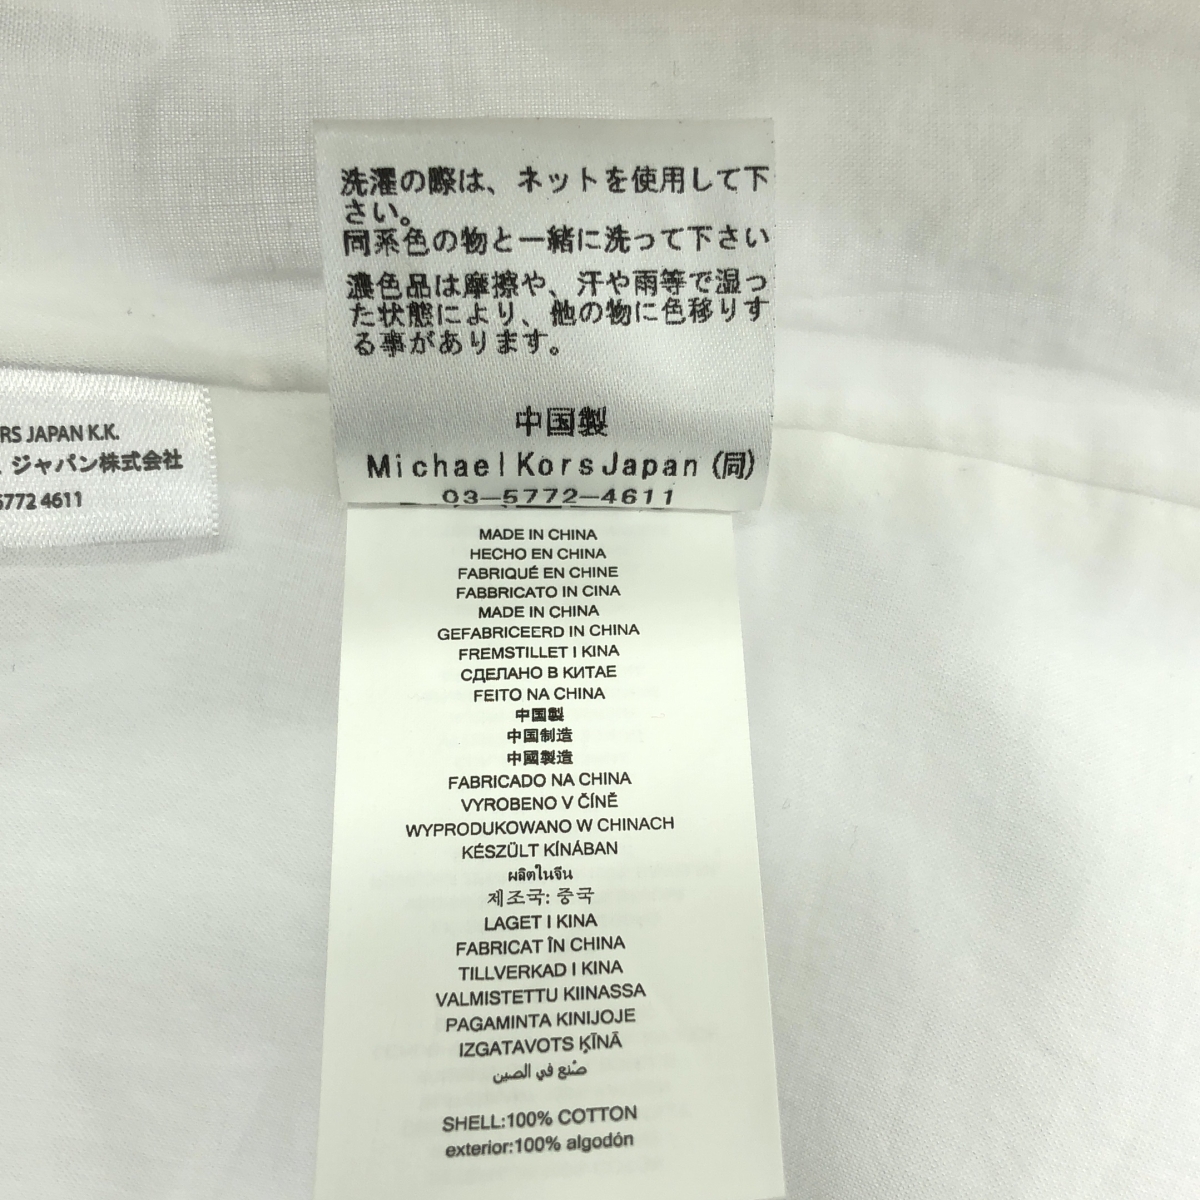 洗濯の際は、ネットを使用して下
さい。
同系色の物と一緒に洗って下さい
濃色品は摩擦や、汗や雨等で湿っ
た状態により、他の物に色移りす
る事があります。
中国製
Michael Kors Japan (同)
03-5772-4611
RS JAPAN K.K.
ジャパン株式会社
5772 4611
MADE IN CHINA
HECHO EN CHINA
FABRIQUÉ EN CHINE
FABBRICATO IN CINA
MADE IN CHINA
GEFABRICEERD IN CHINA
FREMSTILLET I KINA
СДЕЛАНО В КИТАЕ
FEITO NA CHINA
中国製
中国制造
中國製造
FABRICADO NA CHINA
VYROBENO V ČÍNĚ
WYPRODUKOWANO W CHINACH
KÉSZÜLT KÍNÁBAN
ผลิตในจีน
제조국: 중국
LAGET I KINA
FABRICAT ÎN CHINA
TILLVERKAD I KINA
VALMISTETTU KIINASSA
PAGAMINTA KINIJOJE
IZGATAVOTS ĶĪNĀ
صُنع في الصين
SHELL:100% COTTON
exterior:100% algodón